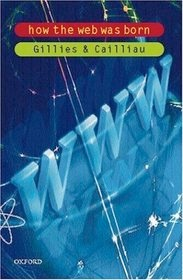 how the web was born
Gillies & Cailliau
WWW
OXFORD